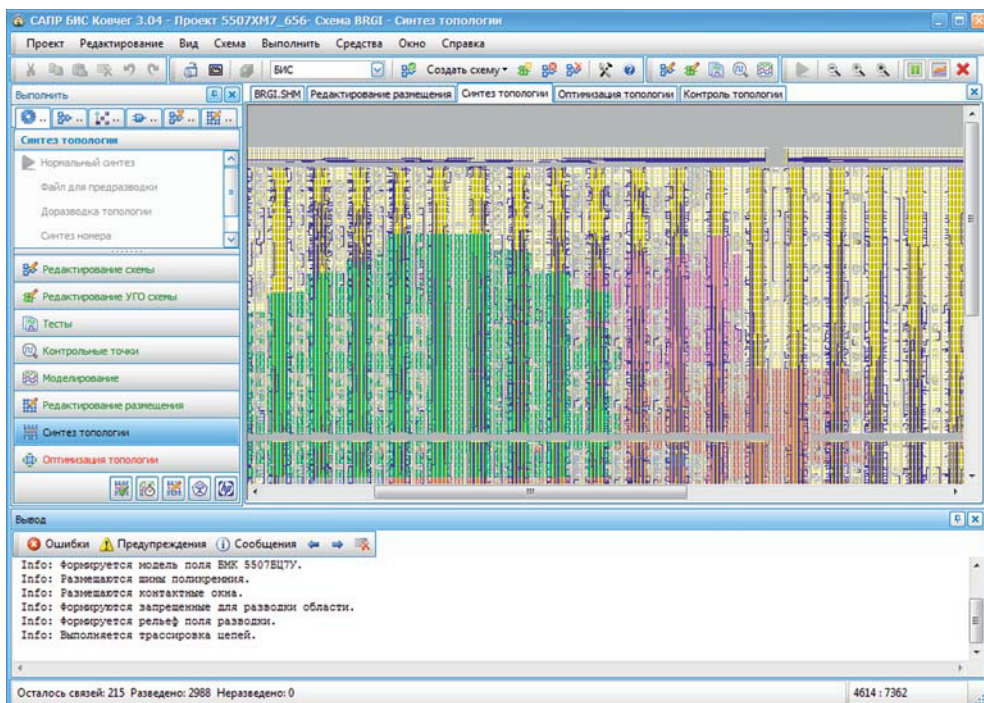 САПР БИС Ковчег 3.04 - Проект 5507ХМ7_656- Схема BRGI - Синтез топологии
Проект Редактирование Вид Схема Выполнить Средства Окно Справка
БИС Создать схему
Выполнить
BRGI.SHM Редактирование размещения Синтез топологии Оптимизация топологии Контроль топологии
Синтез топологии
Нормальный синтез
Файл для предразводки
Доразводка топологии
Синтез номера
Редактирование схемы
Редактирование УГО схемы
Тесты
Контрольные точки
Моделирование
Редактирование размещения
Синтез топологии
Оптимизация топологии
Вывод
Ошибки Предупреждения Сообщения
Info: Формируется модель поля БМК 5507БЦ7У.
Info: Размещаются шины поликремния.
Info: Размещаются контактные окна.
Info: Формируются запрещенные для разводки области.
Info: Формируется рельеф поля разводки.
Info: Выполняется трассировка цепей.
Осталось связей: 215 Разведено: 2988 Неразведено: 0 4614 : 7362